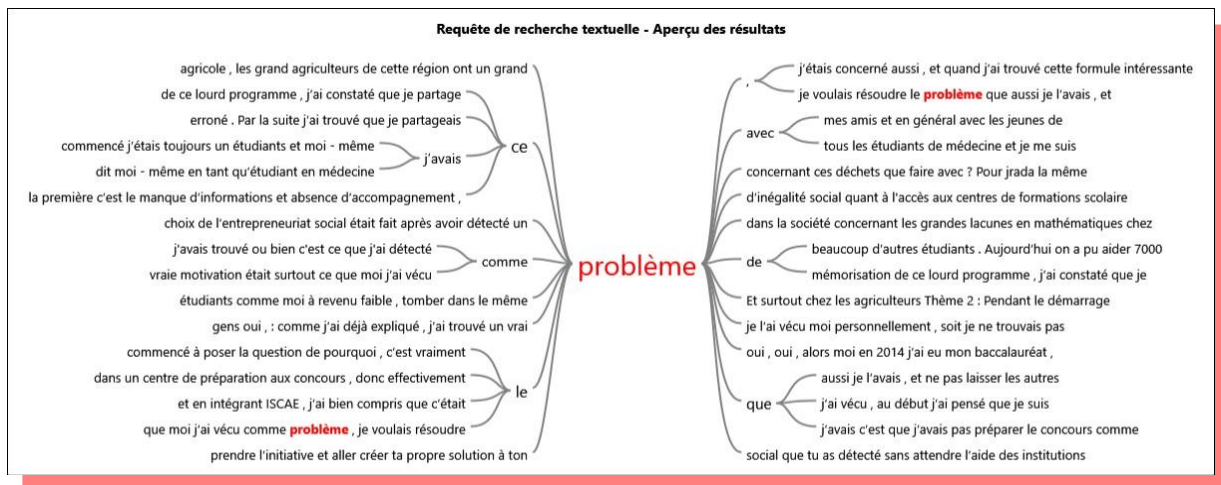 Requête de recherche textuelle - Aperçu des résultats
agricole , les grand agriculteurs de cette région ont un grand
de ce lourd programme , j'ai constaté que je partage
erroné . Par la suite j'ai trouvé que je partageais
commencé j'étais toujours un étudiants et moi - même
dit moi - même en tant qu'étudiant en médecine
j'avais
la première c'est le manque d'informations et absence d'accompagnement ,
ce
choix de l'entrepreneuriat social était fait après avoir détecté un
j'avais trouvé ou bien c'est ce que j'ai détecté
vraie motivation était surtout ce que moi j'ai vécu
comme
étudiants comme moi à revenu faible , tomber dans le même
gens oui , : comme j'ai déjà expliqué , j'ai trouvé un vrai
commencé à poser la question de pourquoi , c'est vraiment
dans un centre de préparation aux concours , donc effectivement
et en intégrant ISCAE , j'ai bien compris que c'était
que moi j'ai vécu comme problème , je voulais résoudre
le
prendre l'initiative et aller créer ta propre solution à ton
problème
,
j'étais concerné aussi , et quand j'ai trouvé cette formule intéressante
je voulais résoudre le problème que aussi je l'avais , et
avec
mes amis et en général avec les jeunes de
tous les étudiants de médecine et je me suis
concernant ces déchets que faire avec ? Pour jrada la même
d'inégalité social quant à l'accès aux centres de formations scolaire
dans la société concernant les grandes lacunes en mathématiques chez
de
beaucoup d'autres étudiants . Aujourd'hui on a pu aider 7000
mémorisation de ce lourd programme , j'ai constaté que je
Et surtout chez les agriculteurs Thème 2 : Pendant le démarrage
je l'ai vécu moi personnellement , soit je ne trouvais pas
oui , oui , alors moi en 2014 j'ai eu mon baccalauréat ,
que
aussi je l'avais , et ne pas laisser les autres
j'ai vécu , au début j'ai pensé que je suis
j'avais c'est que j'avais pas préparer le concours comme
social que tu as détecté sans attendre l'aide des institutions